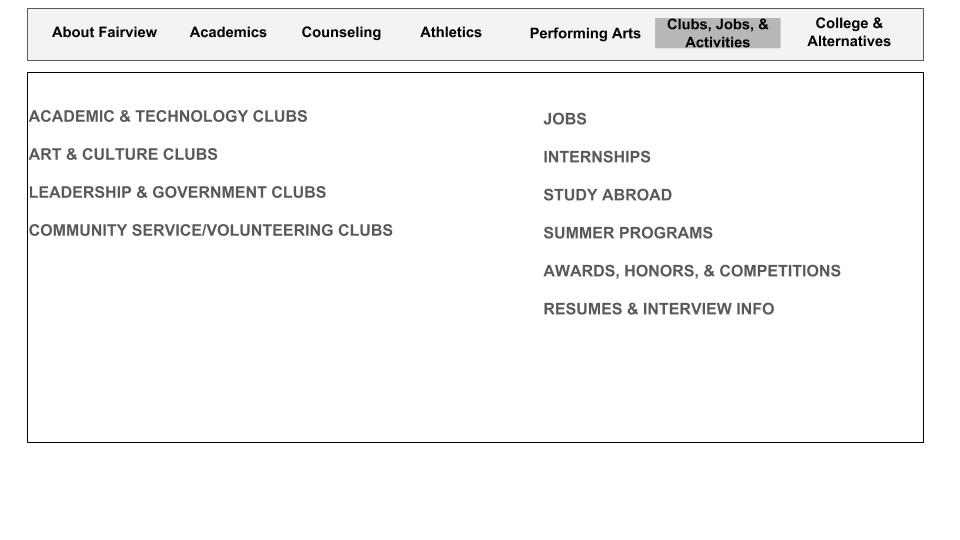 About Fairview
Academics
Counseling
Athletics
Performing Arts
Clubs, Jobs, &
Activities
College &
Alternatives
ACADEMIC & TECHNOLOGY CLUBS
ART & CULTURE CLUBS
LEADERSHIP & GOVERNMENT CLUBS
COMMUNITY SERVICE/VOLUNTEERING CLUBS
JOBS
INTERNSHIPS
STUDY ABROAD
SUMMER PROGRAMS
AWARDS, HONORS, & COMPETITIONS
RESUMES & INTERVIEW INFO